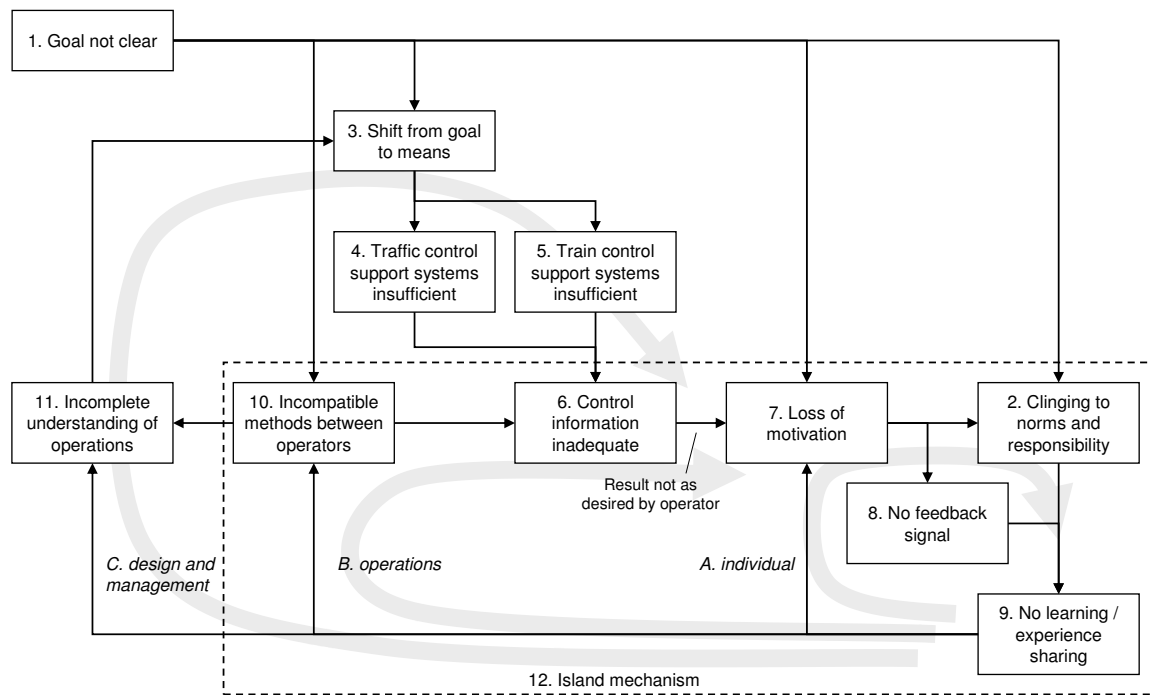 1. Goal not clear
3. Shift from goal
to means
4. Traffic control
support systems
insufficient
5. Train control
support systems
insufficient
11. Incomplete
understanding of
operations
10. Incompatible
methods between
operators
6. Control
information
inadequate
7. Loss of
motivation
2. Clinging to
norms and
responsibility
Result not as
desired by operator
8. No feedback
signal
C. design and
management
B. operations
A. individual
9. No learning /
experience
sharing
12. Island mechanism